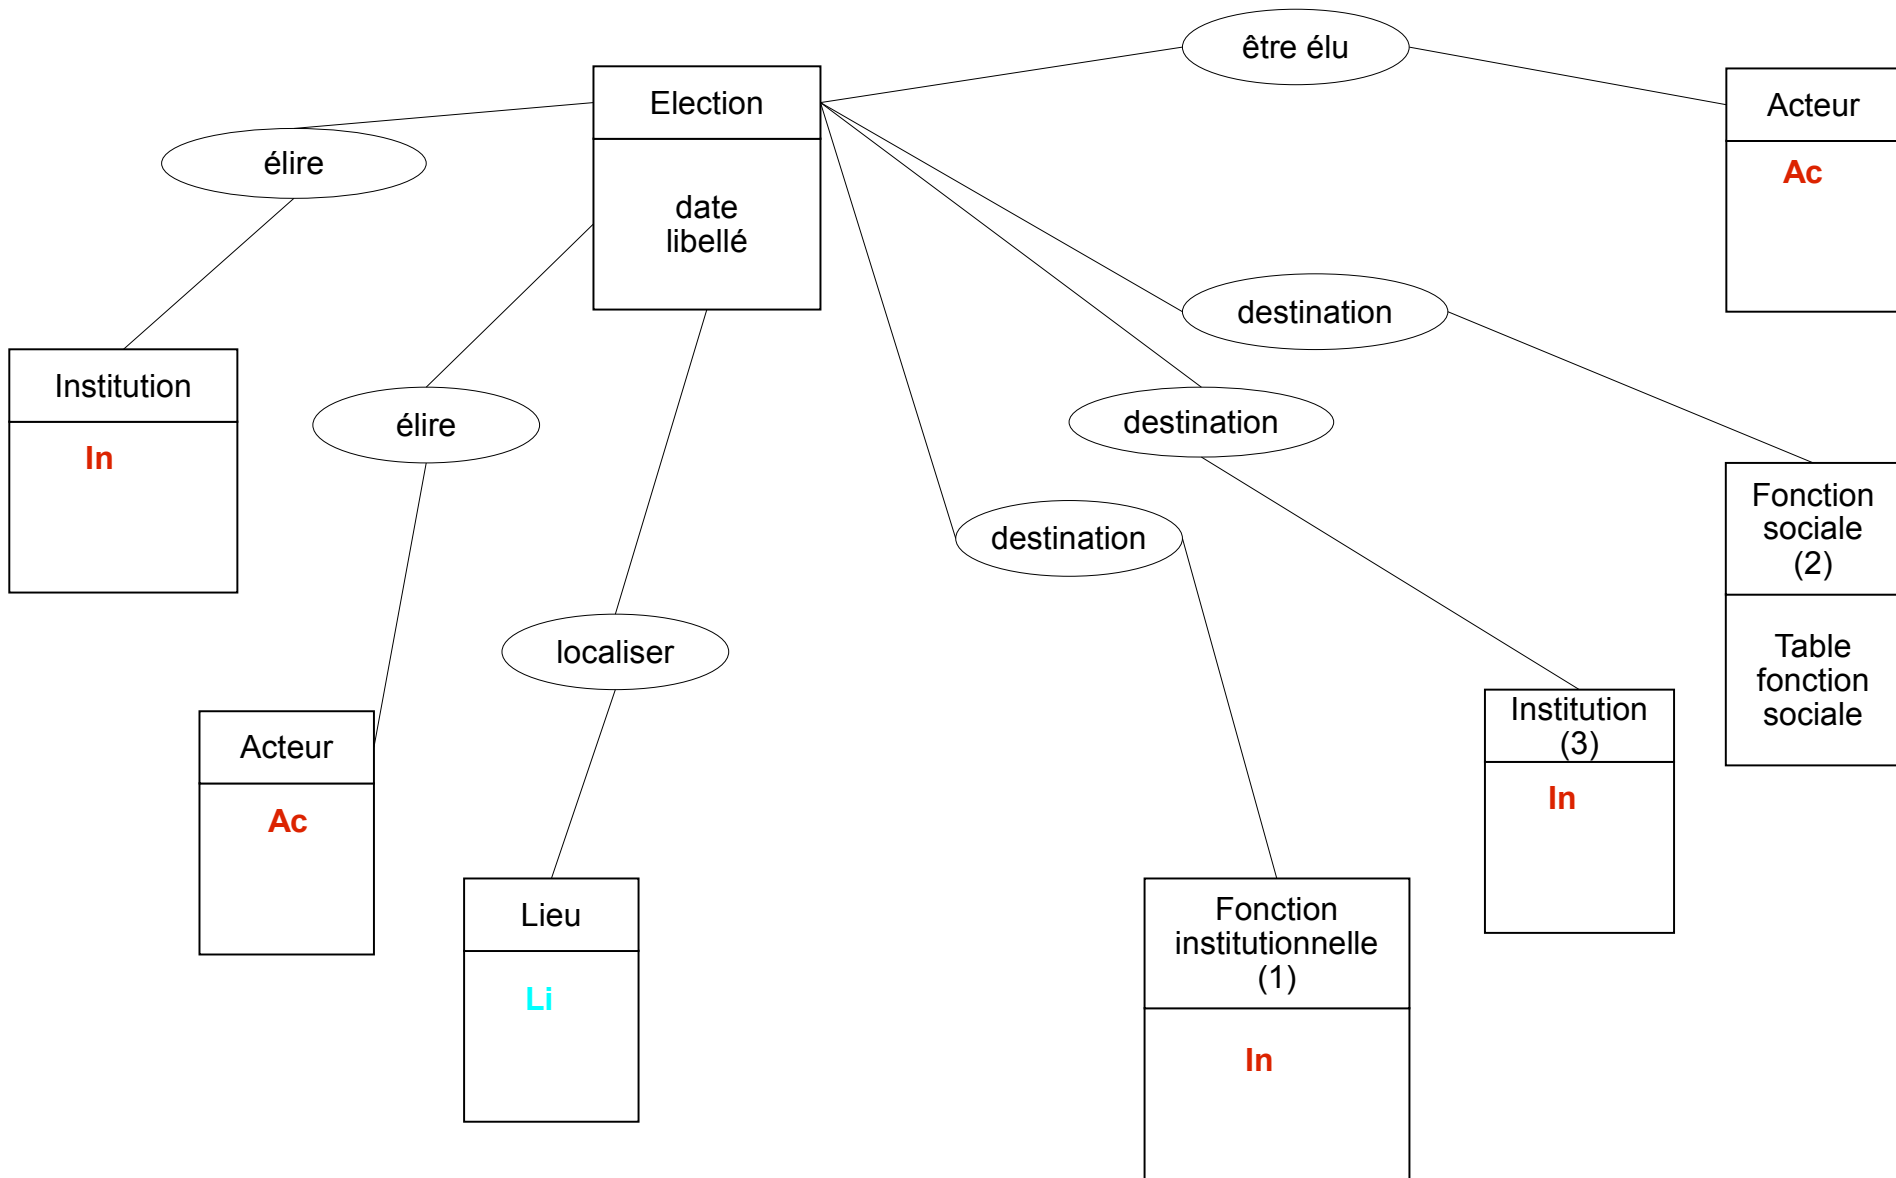 être élu
Election
Acteur
élire
Ac
date
libellé
destination
Institution
élire
destination
In
Fonction
sociale
(2)
destination
localiser
Table
fonction
sociale
Institution
(3)
Acteur
In
Ac
Lieu
Fonction
institutionnelle
(1)
Li
In